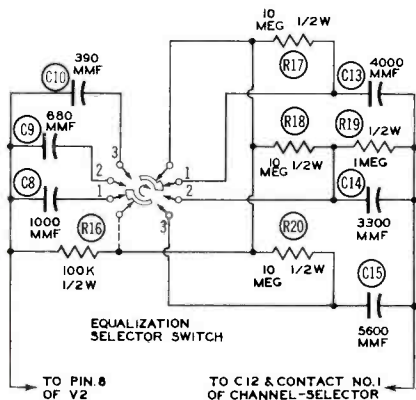 10
MEG
1/2W
R17
390
MMF
C10
C13
4000
MMF
680
MMF
C9
3
1
2
2
R18
R19
1/2W
1MEG
10
MEG
1/2W
C8
1
1000
MMF
C14
3300
MMF
R16
3
R20
100K
1/2W
10
MEG
1/2W
C15
5600
MMF
EQUALIZATION
SELECTOR SWITCH
TO PIN.8
OF V2
TO C12 & CONTACT NO.1
OF CHANNEL-SELECTOR